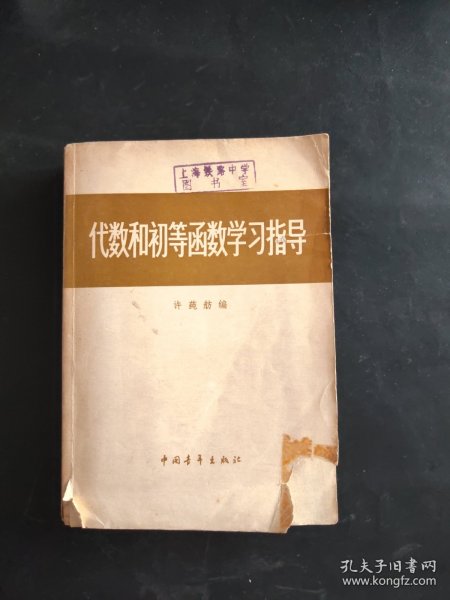 上海铁路中学
图书室
代数和初等函数学习指导
许莼舫编
中国青年出版社
孔夫子旧书网
www.kongfz.com